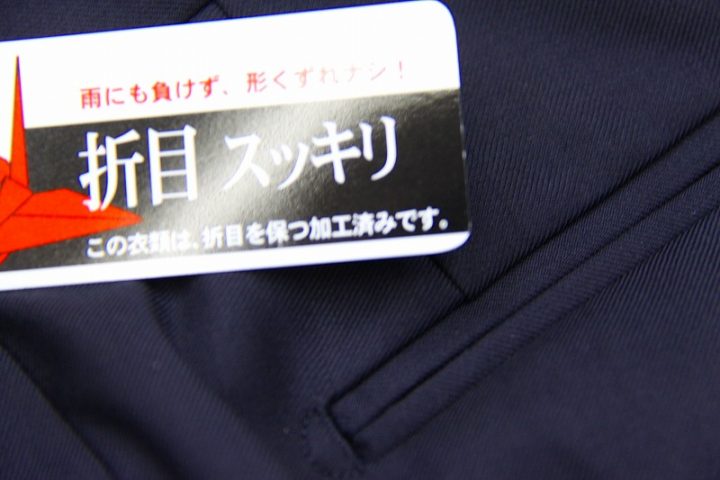 雨にも負けず、形くずれナシ！
折目 スッキリ
この衣類は、折目を保つ加工済みです。